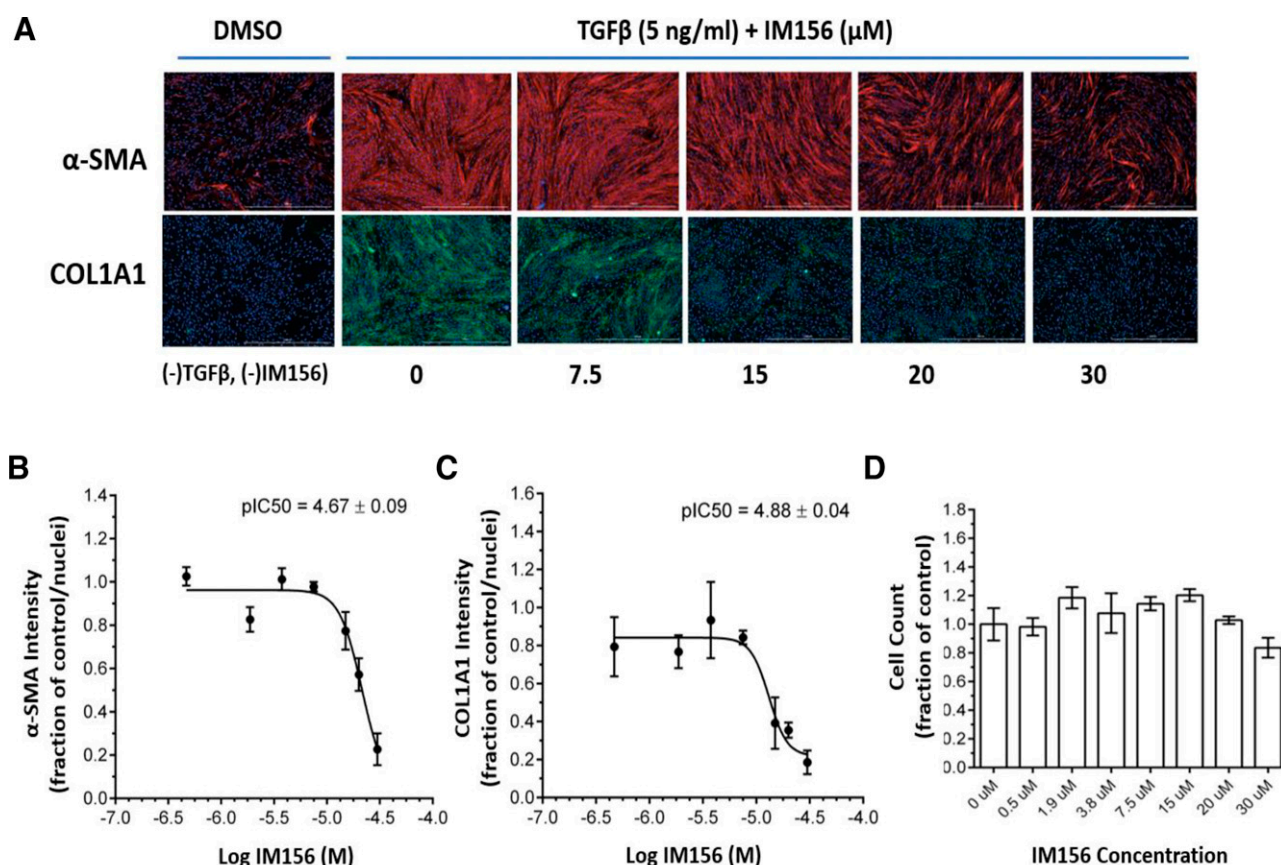 A
DMSO
TGFβ (5 ng/ml) + IM156 (μM)
α-SMA
COL1A1
(-)TGFβ, (-)IM156)
0
7.5
15
20
30
B
α-SMA Intensity
(fraction of control/nuclei)
pIC50 = 4.67 ± 0.09
1.4
1.2
1.0
0.8
0.6
0.4
0.2
0.0
-7.0
-6.5
-6.0
-5.5
-5.0
-4.5
-4.0
Log IM156 (M)
C
COL1A1 Intensity
(fraction of control/nuclei)
pIC50 = 4.88 ± 0.04
1.6
1.4
1.2
1.0
0.8
0.6
0.4
0.2
0.0
-7.0
-6.5
-6.0
-5.5
-5.0
-4.5
-4.0
Log IM156 (M)
D
Cell Count
(fraction of control)
1.8
1.6
1.4
1.2
1.0
0.8
0.6
0.4
0.2
0.0
0 uM
0.5 uM
1.9 uM
3.8 uM
7.5 uM
15 uM
20 uM
30 uM
IM156 Concentration